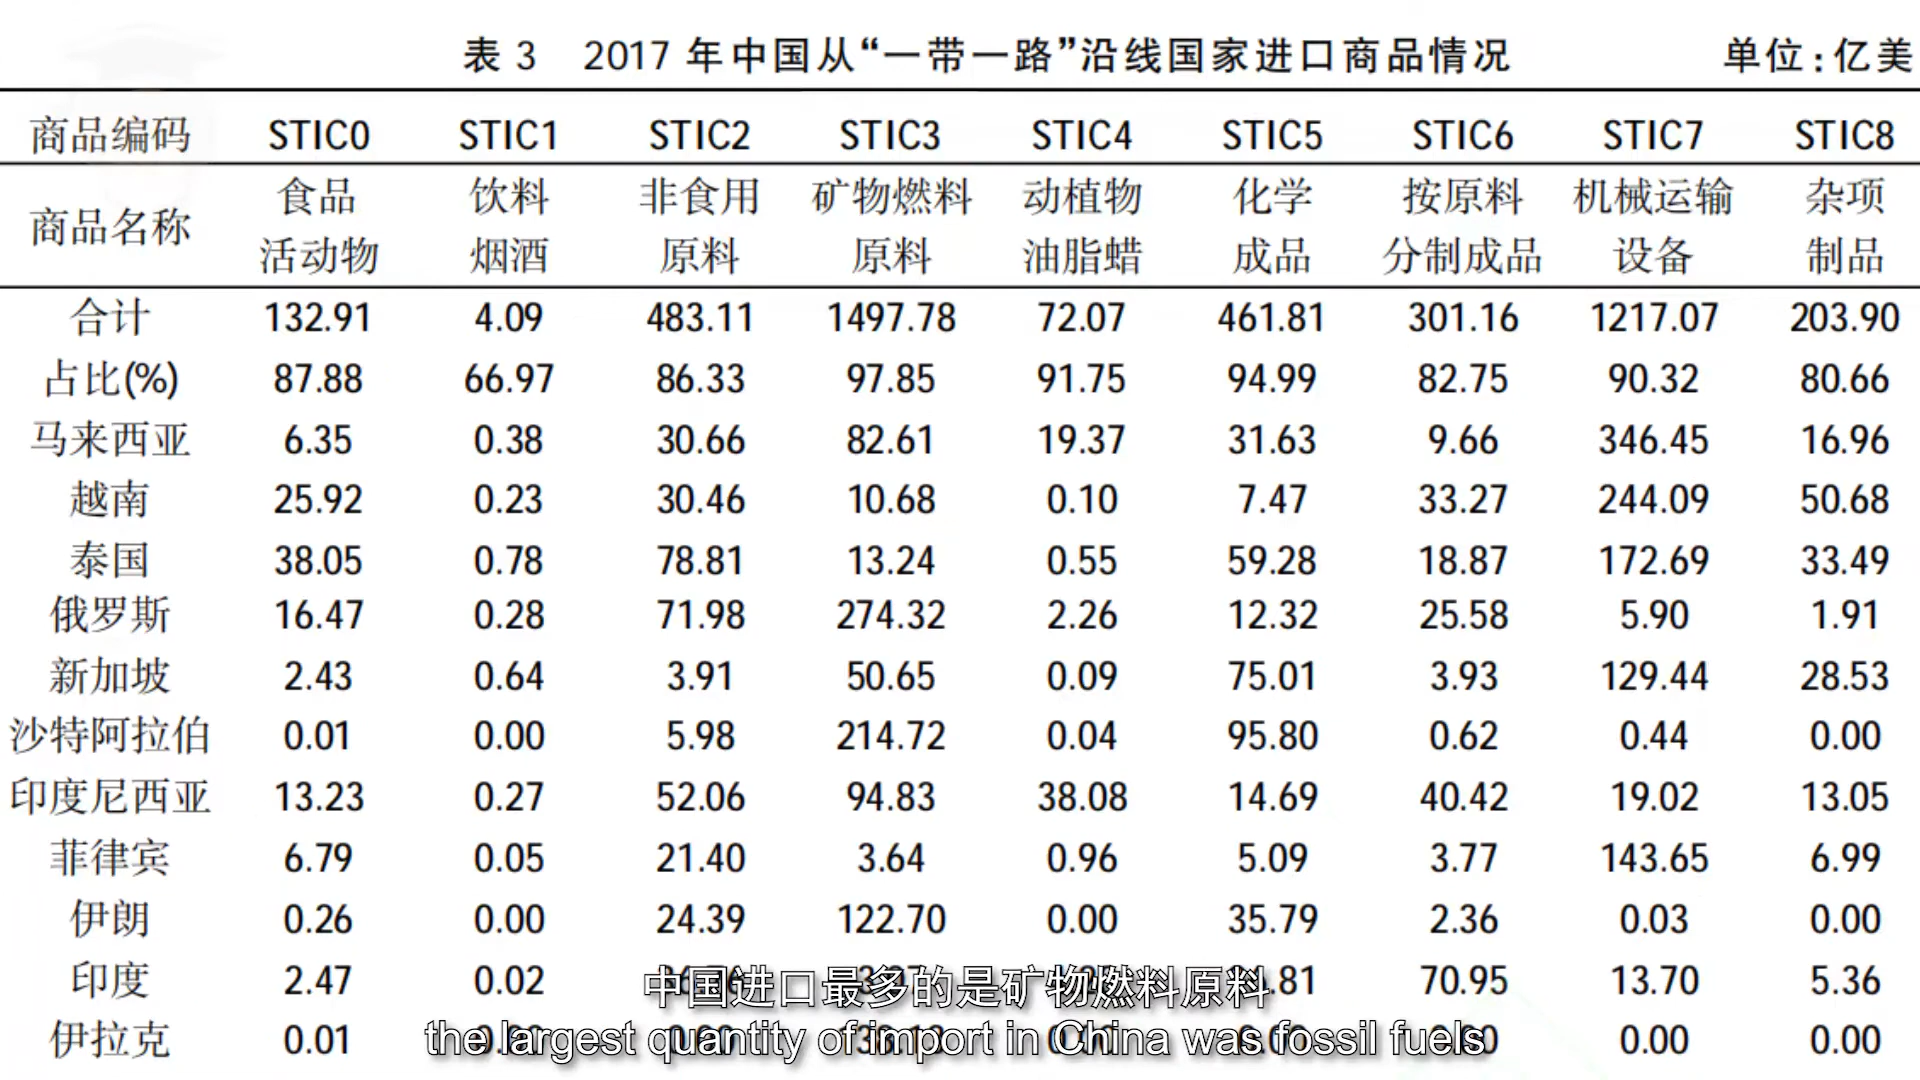 表 3 2017 年中国从“一带一路”沿线国家进口商品情况 单位:亿美
商品编码 STIC0 STIC1 STIC2 STIC3 STIC4 STIC5 STIC6 STIC7 STIC8
商品名称 食品活动物 饮料烟酒 非食用原料 矿物燃料原料 动植物油脂蜡 化学成品 按原料分制成品 机械运输设备 杂项制品
合计 132.91 4.09 483.11 1497.78 72.07 461.81 301.16 1217.07 203.90
占比(%) 87.88 66.97 86.33 97.85 91.75 94.99 82.75 90.32 80.66
马来西亚 6.35 0.38 30.66 82.61 19.37 31.63 9.66 346.45 16.96
越南 25.92 0.23 30.46 10.68 0.10 7.47 33.27 244.09 50.68
泰国 38.05 0.78 78.81 13.24 0.55 59.28 18.87 172.69 33.49
俄罗斯 16.47 0.28 71.98 274.32 2.26 12.32 25.58 5.90 1.91
新加坡 2.43 0.64 3.91 50.65 0.09 75.01 3.93 129.44 28.53
沙特阿拉伯 0.01 0.00 5.98 214.72 0.04 95.80 0.62 0.44 0.00
印度尼西亚 13.23 0.27 52.06 94.83 38.08 14.69 40.42 19.02 13.05
菲律宾 6.79 0.05 21.40 3.64 0.96 5.09 3.77 143.65 6.99
伊朗 0.26 0.00 24.39 122.70 0.00 35.79 2.36 0.03 0.00
印度 2.47 0.02 70.95 13.70 5.36
中国进口最多的是矿物燃料原料
伊拉克 0.01 0.00 0.00
the largest quantity of import in China was fossil fuels